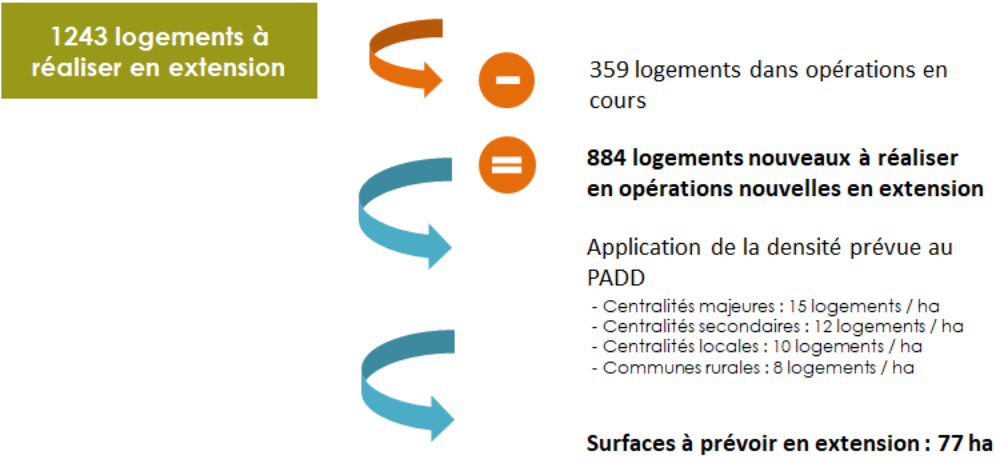 1243 logements à
réaliser en extension
359 logements dans opérations en
cours
884 logements nouveaux à réaliser
en opérations nouvelles en extension
Application de la densité prévue au
PADD
- Centralités majeures : 15 logements / ha
- Centralités secondaires : 12 logements / ha
- Centralités locales : 10 logements / ha
- Communes rurales : 8 logements / ha
Surfaces à prévoir en extension : 77 ha